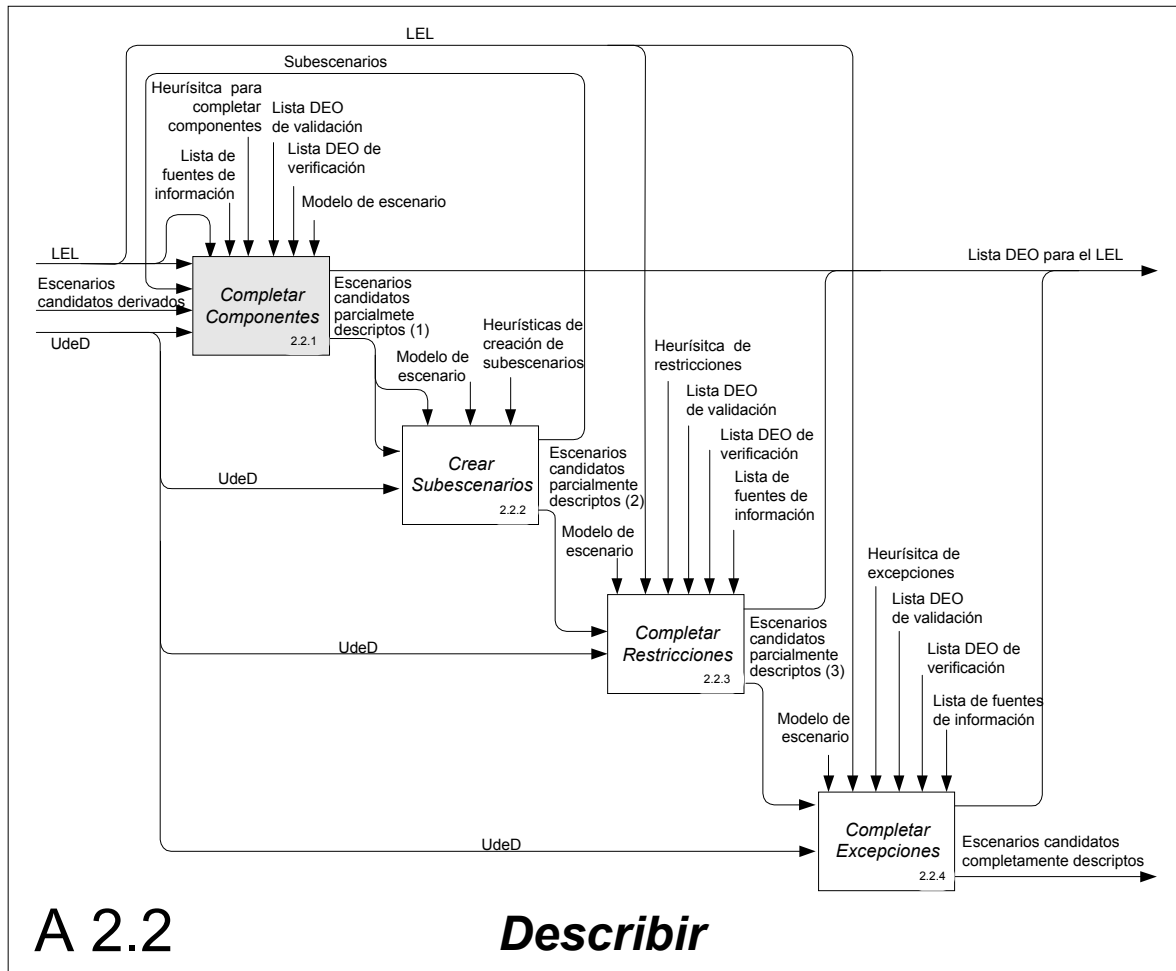 LEL
Subescenarios
Heurísitca para
completar
componentes
Lista DEO
de validación
Lista de
fuentes de
información
Lista DEO de
verificación
Modelo de escenario
LEL
Lista DEO para el LEL
Escenarios
candidatos derivados
UdeD
Completar
Componentes
2.2.1
Escenarios
candidatos
parcialmete
descriptos (1)
Modelo de
escenario
Heurísticas de
creación de
subescenarios
Heurísitca de
restricciones
Lista DEO
de validación
Lista DEO de
verificación
Lista de
fuentes de
información
UdeD
Crear
Subescenarios
2.2.2
Escenarios
candidatos
parcialmente
descriptos (2)
Modelo de
escenario
Heurísitca de
excepciones
Lista DEO
de validación
Lista DEO de
verificación
Lista de fuentes
de información
UdeD
Completar
Restricciones
2.2.3
Escenarios
candidatos
parcialmente
descriptos (3)
Modelo de
escenario
UdeD
Completar
Excepciones
2.2.4
Escenarios candidatos
completamente descriptos
A 2.2
Describir